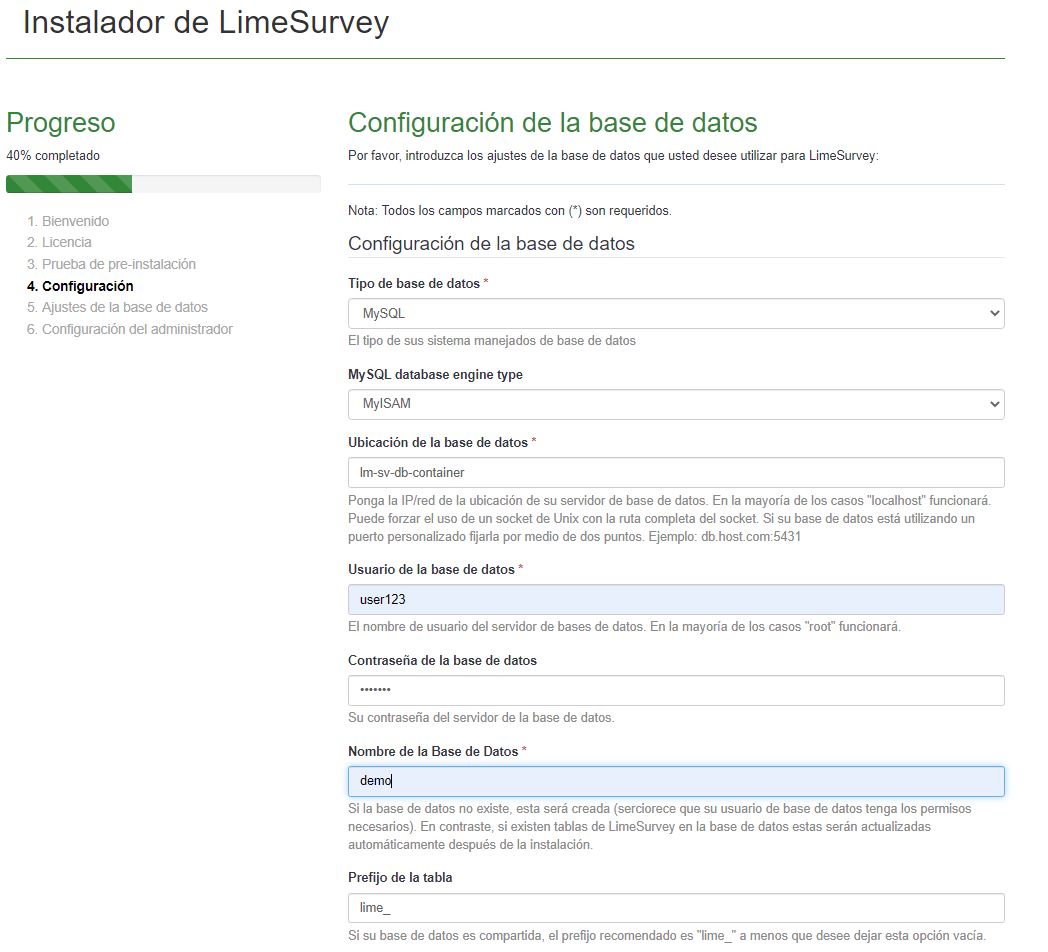 Instalador de LimeSurvey
Progreso
40% completado
1. Bienvenido
2. Licencia
3. Prueba de pre-instalación
4. Configuración
5. Ajustes de la base de datos
6. Configuración del administrador
Configuración de la base de datos
Por favor, introduzca los ajustes de la base de datos que usted desee utilizar para LimeSurvey:
Nota: Todos los campos marcados con (*) son requeridos.
Configuración de la base de datos
Tipo de base de datos *
MySQL
El tipo de sus sistema manejados de base de datos
MySQL database engine type
MyISAM
Ubicación de la base de datos *
lm-sv-db-container
Ponga la IP/red de la ubicación de su servidor de base de datos. En la mayoría de los casos "localhost" funcionará.
Puede forzar el uso de un socket de Unix con la ruta completa del socket. Si su base de datos está utilizando un
puerto personalizado fijarla por medio de dos puntos. Ejemplo: db.host.com:5431
Usuario de la base de datos *
user123
El nombre de usuario del servidor de bases de datos. En la mayoría de los casos "root" funcionará.
Contraseña de la base de datos
•••••••
Su contraseña del servidor de la base de datos.
Nombre de la Base de Datos *
demo
Si la base de datos no existe, esta será creada (serciorece que su usuario de base de datos tenga los permisos
necesarios). En contraste, si existen tablas de LimeSurvey en la base de datos estas serán actualizadas
automáticamente después de la instalación.
Prefijo de la tabla
lime_
Si su base de datos es compartida, el prefijo recomendado es "lime_" a menos que desee dejar esta opción vacía.